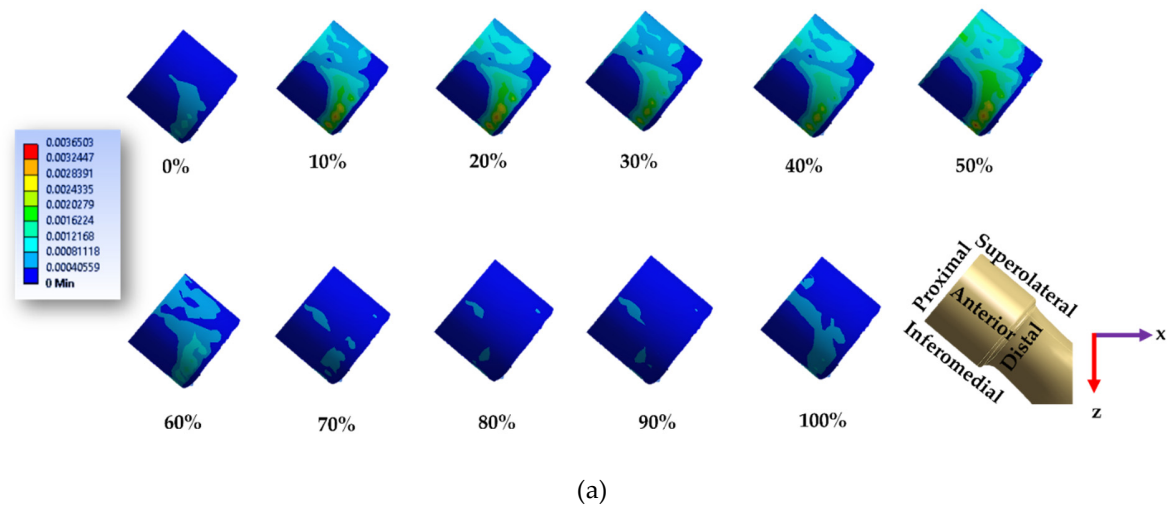 0.0036503
0.0032447
0.0028391
0.0024335
0.0020279
0.0016224
0.0012168
0.00081118
0.00040559
0 Min
0%
10%
20%
30%
40%
50%
60%
70%
80%
90%
100%
Proximal
Superolateral
Anterior
Distal
Inferomedial
x
z
(a)